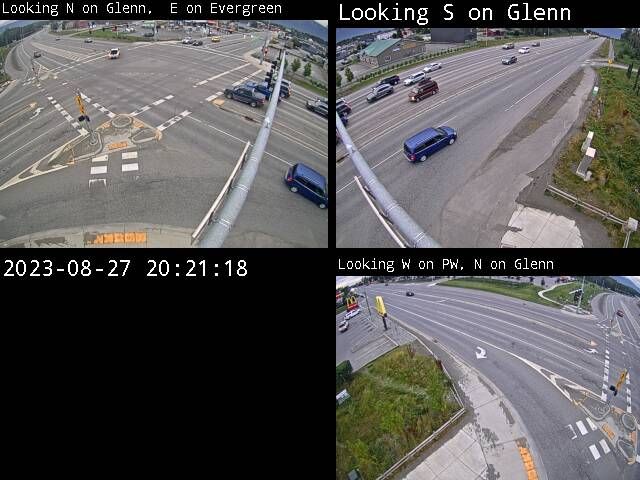 Looking N on Glenn, E on Evergreen
Looking S on Glenn
2023-08-27 20:21:18
Looking W on PW, N on Glenn